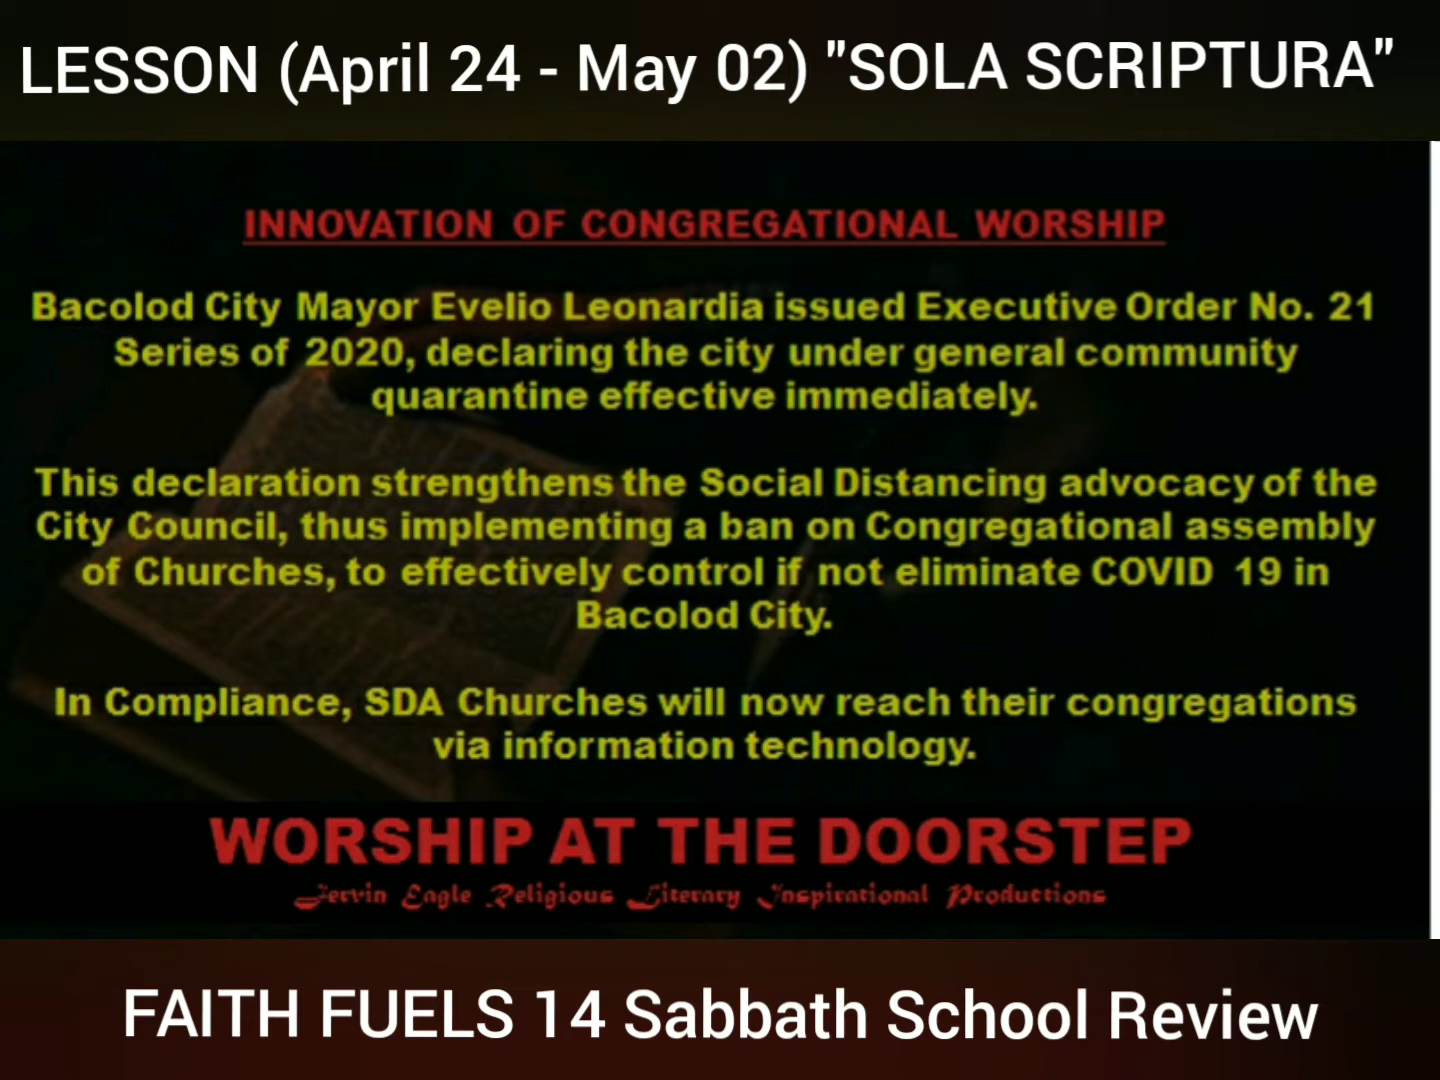 LESSON (April 24 - May 02) "SOLA SCRIPTURA"
INNOVATION OF CONGREGATIONAL WORSHIP
Bacolod City Mayor Evelio Leonardia issued Executive Order No. 21
Series of 2020, declaring the city under general community
quarantine effective immediately.
This declaration strengthens the Social Distancing advocacy of the
City Council, thus implementing a ban on Congregational assembly
of Churches, to effectively control if not eliminate COVID 19 in
Bacolod City.
In Compliance, SDA Churches will now reach their congregations
via information technology.
WORSHIP AT THE DOORSTEP
Jervin Eagle Religious Literary Inspirational Productions
FAITH FUELS 14 Sabbath School Review